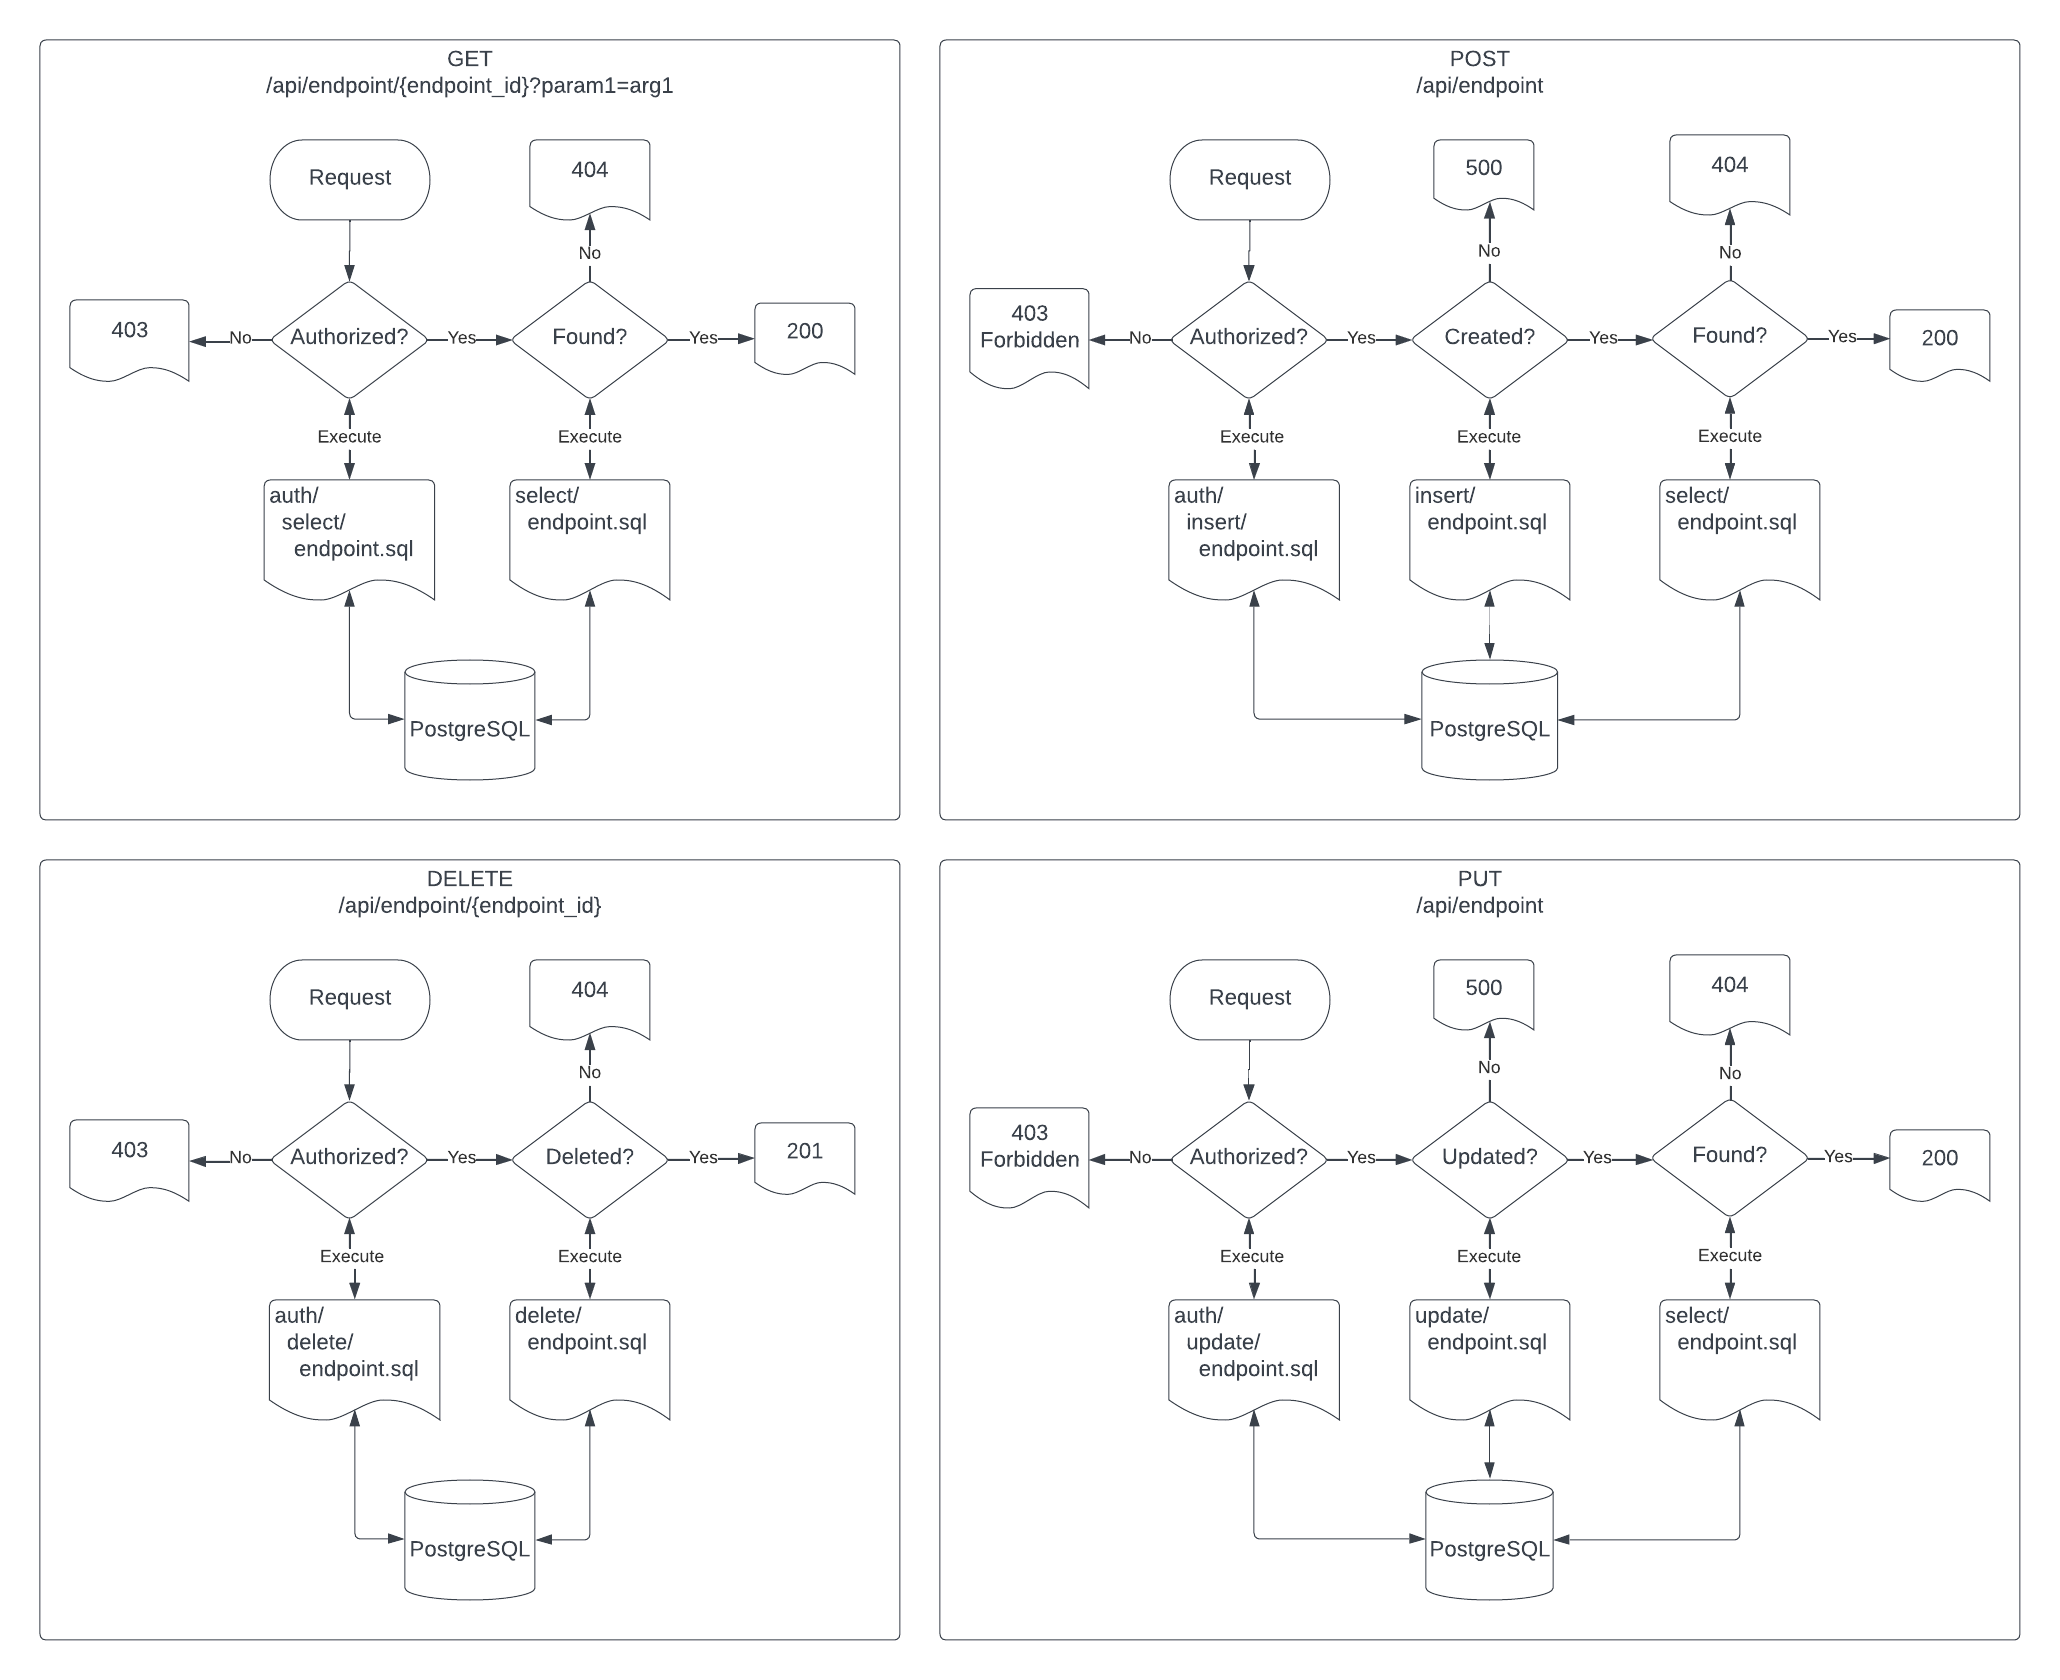 GET
/api/endpoint/{endpoint_id}?param1=arg1
Request
404
No
403
No
Authorized?
Yes
Found?
Yes
200
Execute
Execute
auth/
select/
endpoint.sql
select/
endpoint.sql
PostgreSQL
POST
/api/endpoint
Request
500
404
No
No
403
Forbidden
No
Authorized?
Yes
Created?
Yes
Found?
Yes
200
Execute
Execute
Execute
auth/
insert/
endpoint.sql
insert/
endpoint.sql
select/
endpoint.sql
PostgreSQL
DELETE
/api/endpoint/{endpoint_id}
Request
404
No
403
No
Authorized?
Yes
Deleted?
Yes
201
Execute
Execute
auth/
delete/
endpoint.sql
delete/
endpoint.sql
PostgreSQL
PUT
/api/endpoint
Request
500
404
No
No
403
Forbidden
No
Authorized?
Yes
Updated?
Yes
Found?
Yes
200
Execute
Execute
Execute
auth/
update/
endpoint.sql
update/
endpoint.sql
select/
endpoint.sql
PostgreSQL